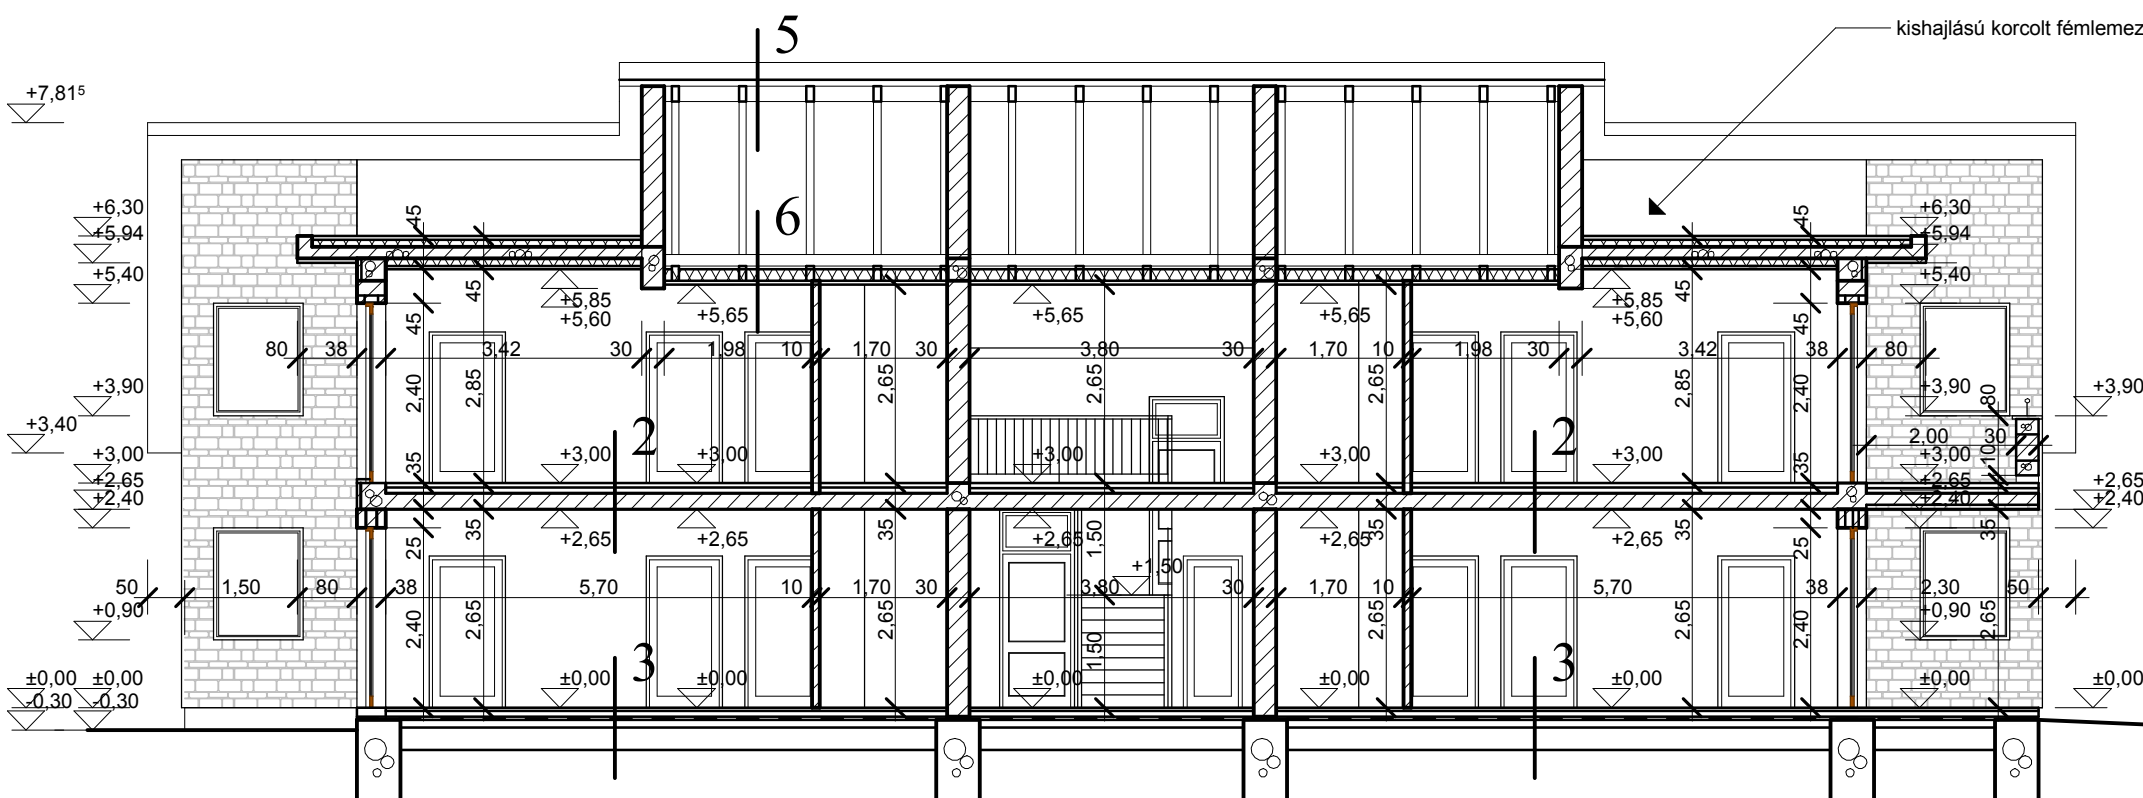 5
kishajlású korcolt fémlemez
+7,81⁵
6
+6,30 45 45 +6,30
+5,94 +5,94
+5,40 45 +5,85 45 +5,85 +5,40
45 +5,60 +5,65 +5,65 +5,65 +5,60 45
80 38 3,42 30 1,98 10 1,70 30 3,80 30 1,70 10 1,98 30 3,42 38 80
2,40 2,85 2,65 2,65 2,65 2,85 2,40
+3,90 +3,90 80 +3,90
+3,40 2 2 2,00 30
+3,00 35 +3,00 +3,00 +3,00 +3,00 +3,00 35 +3,00 10
+2,65 +2,65 +2,65
+2,40 +2,40 +2,40
25 35 +2,65 +2,65 35 +2,65 1,50 +2,65 35 +2,65 35 25 35
+1,50
50 1,50 80 38 5,70 10 1,70 30 3,80 30 1,70 10 5,70 38 2,30 50
+0,90 +0,90
2,40 2,65 2,65 1,50 2,65 2,65 2,40 2,65
3 3
±0,00 ±0,00 ±0,00 ±0,00 ±0,00 ±0,00 ±0,00 ±0,00 ±0,00
-0,30 -0,30